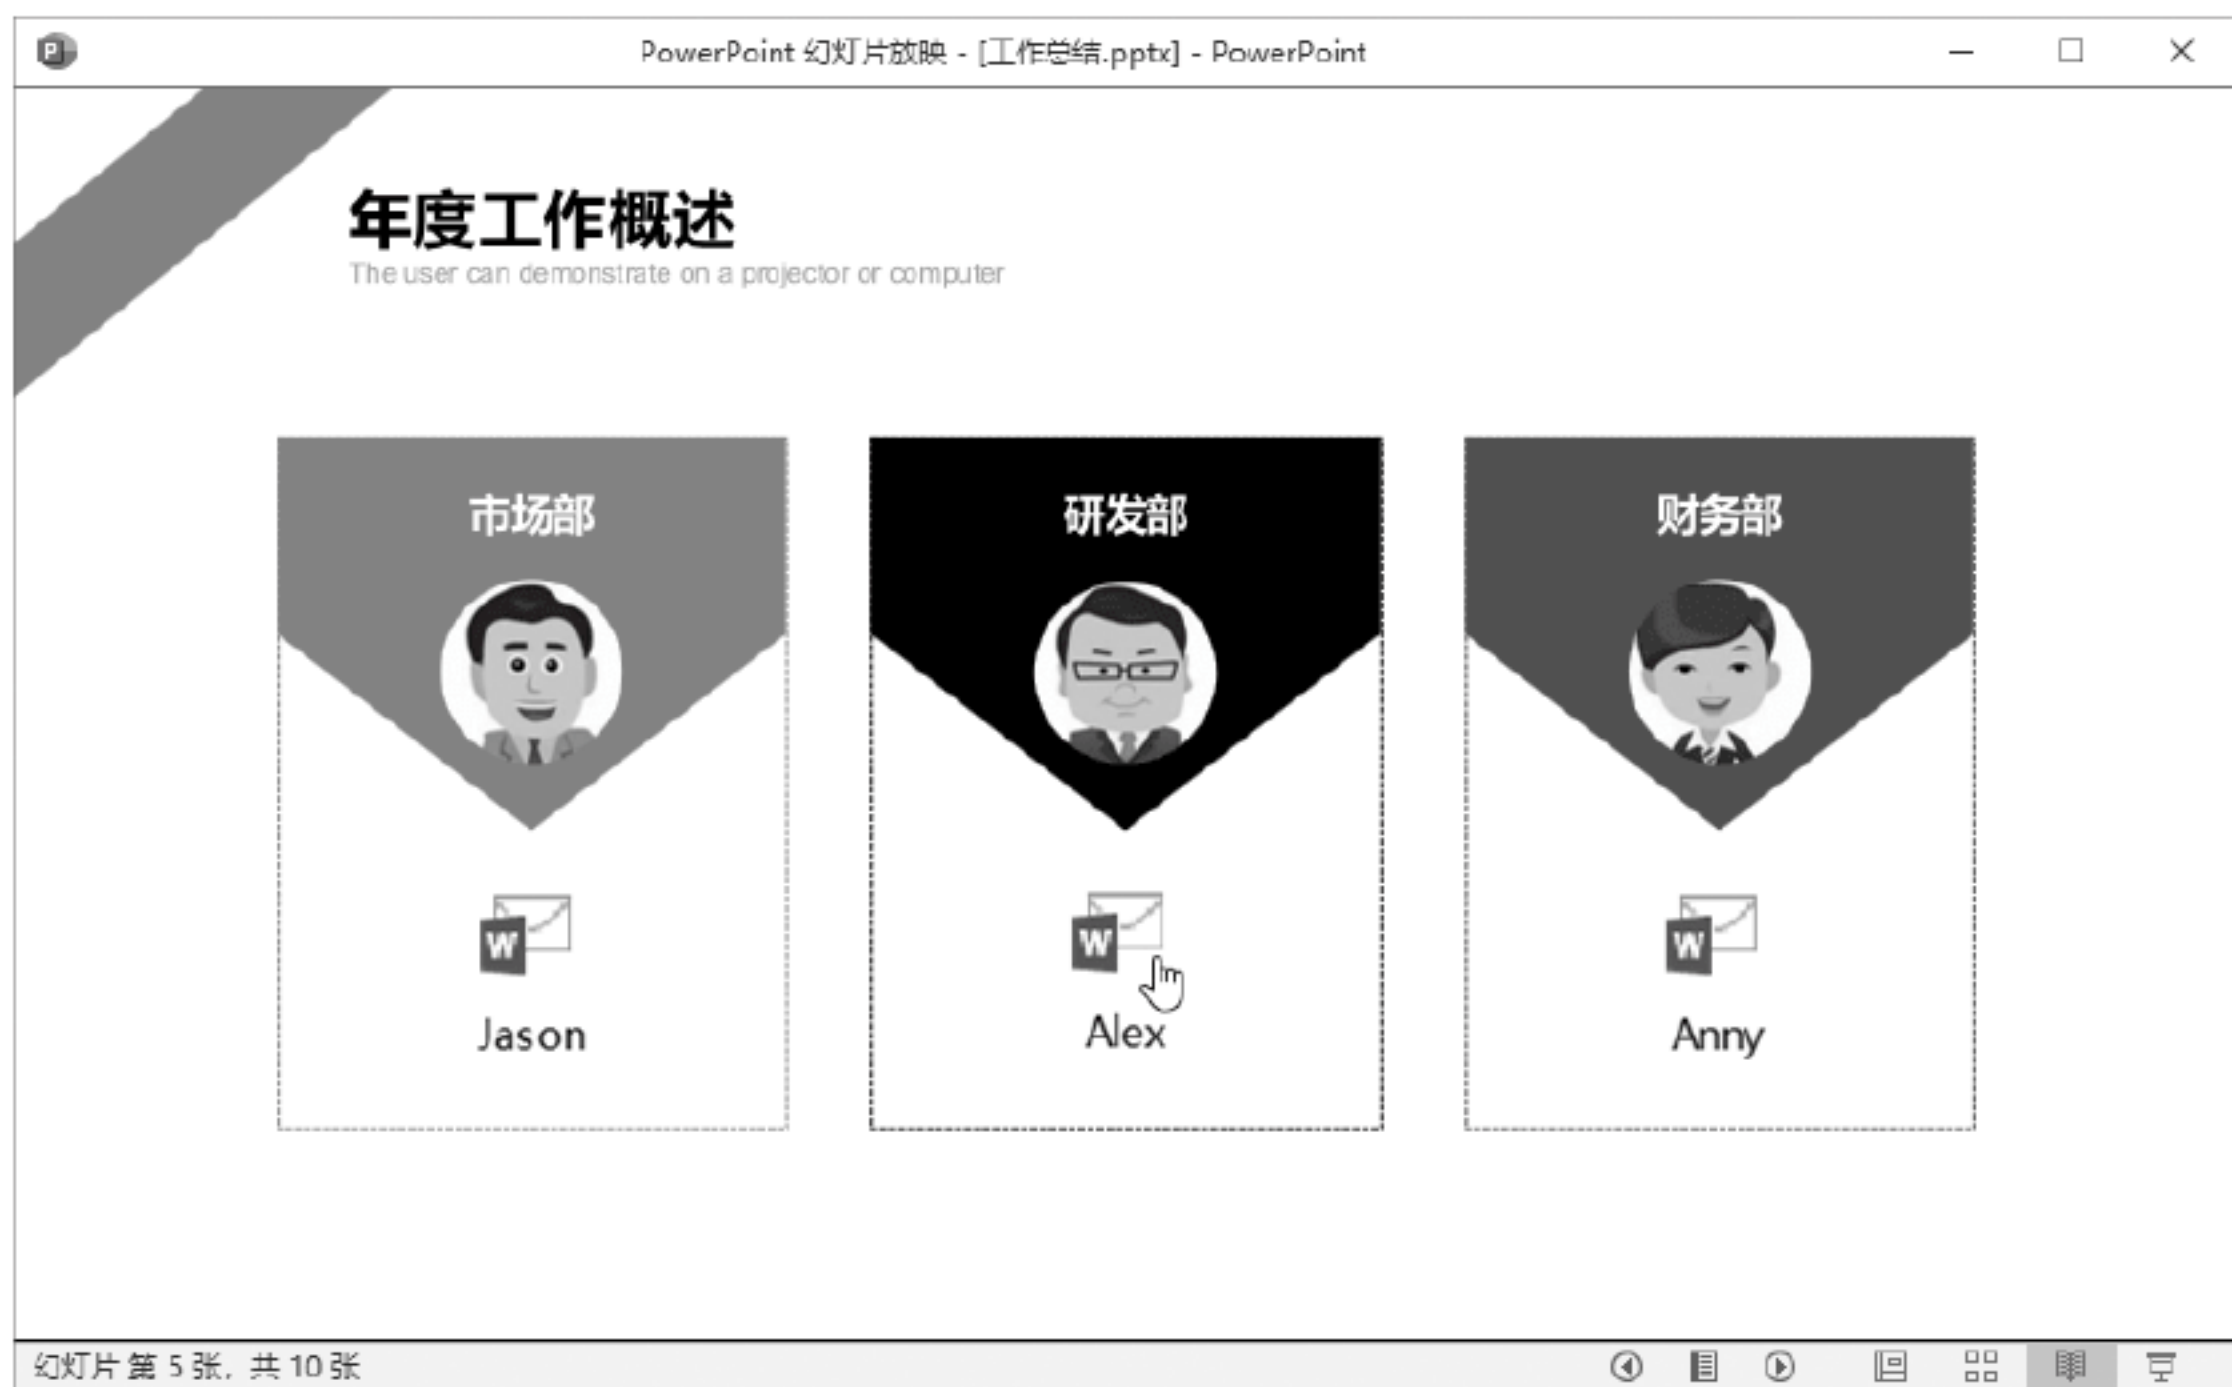 PowerPoint 幻灯片放映 - [工作总结.pptx] - PowerPoint
年度工作概述
The user can demonstrate on a projector or computer
市场部
研发部
财务部
W
W
W
Jason
Alex
Anny
幻灯片 第 5 张，共 10 张